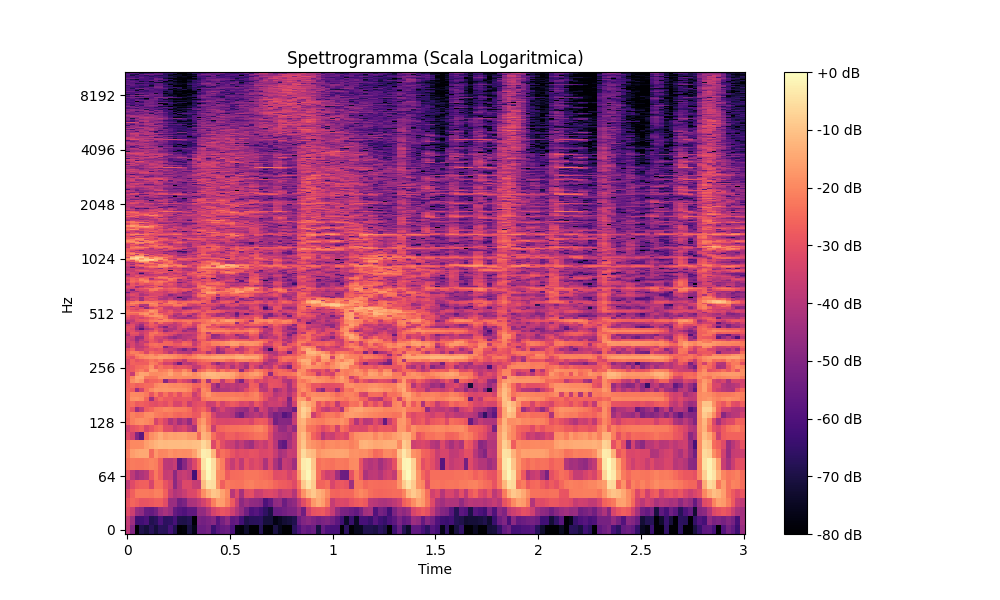 Spettrogramma (Scala Logaritmica)
Hz
8192
4096
2048
1024
512
256
128
64
0
0 0.5 1 1.5 2 2.5 3
Time
+0 dB
-10 dB
-20 dB
-30 dB
-40 dB
-50 dB
-60 dB
-70 dB
-80 dB